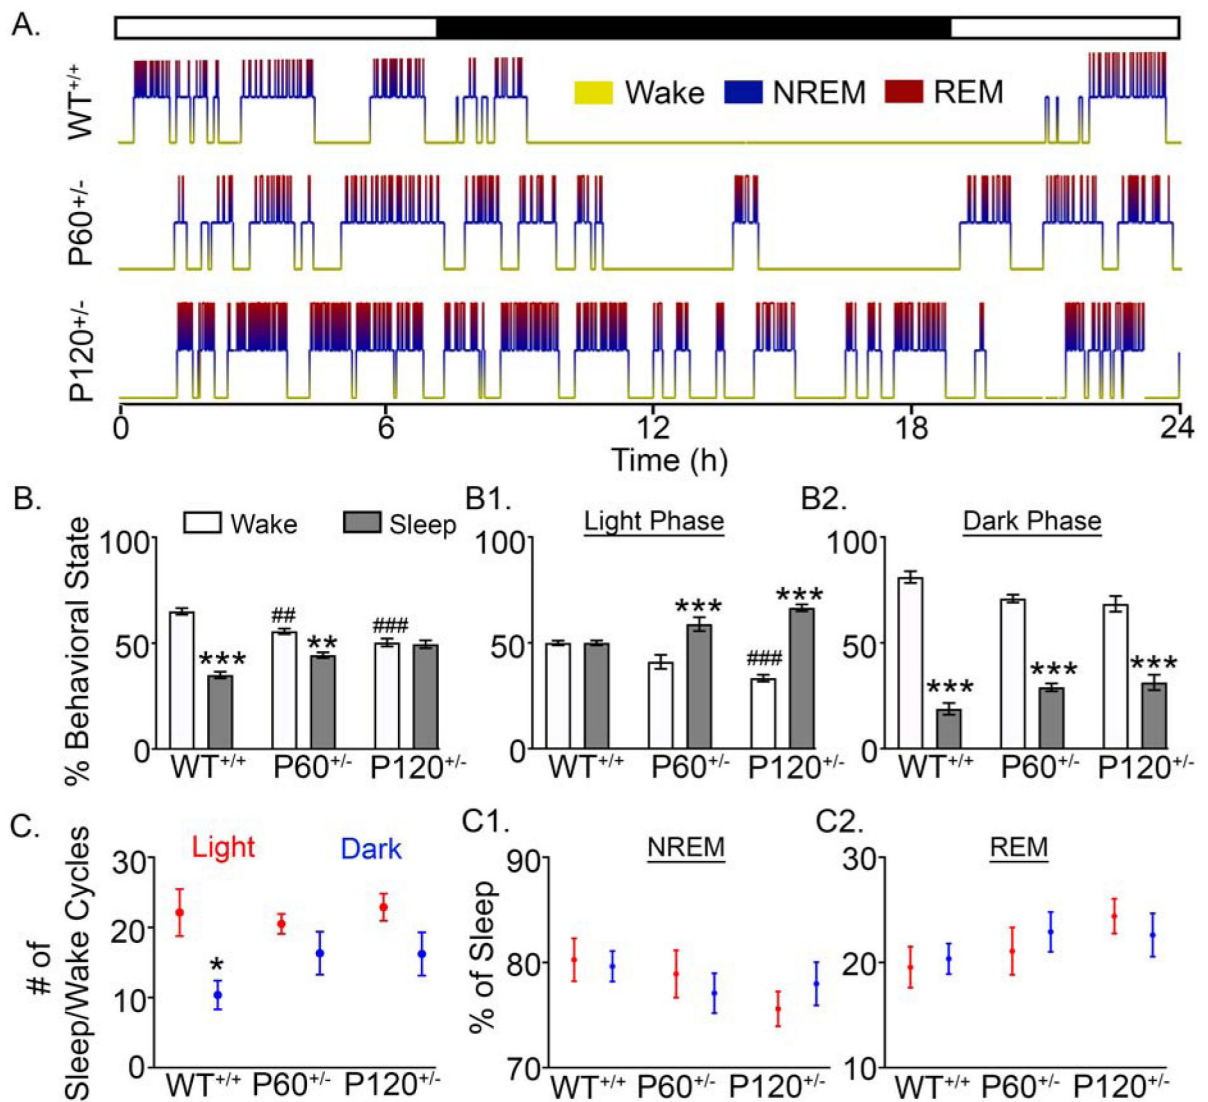 A.
WT+/+
Wake NREM REM
P60+/-
P120+/-
0 6 12 18 24
Time (h)
B. B1. B2.
Wake Sleep Light Phase Dark Phase
% Behavioral State
100 100 100
50 50 50
0 0 0
*** ## ** ###
*** ### ***
*** *** ***
WT+/+ P60+/- P120+/- WT+/+ P60+/- P120+/- WT+/+ P60+/- P120+/-
C. C1. C2.
Light Dark NREM REM
# of
Sleep/Wake Cycles
30
20
10
0
*
% of Sleep
90
80
70
30
20
10
WT+/+ P60+/- P120+/- WT+/+ P60+/- P120+/- WT+/+ P60+/- P120+/-